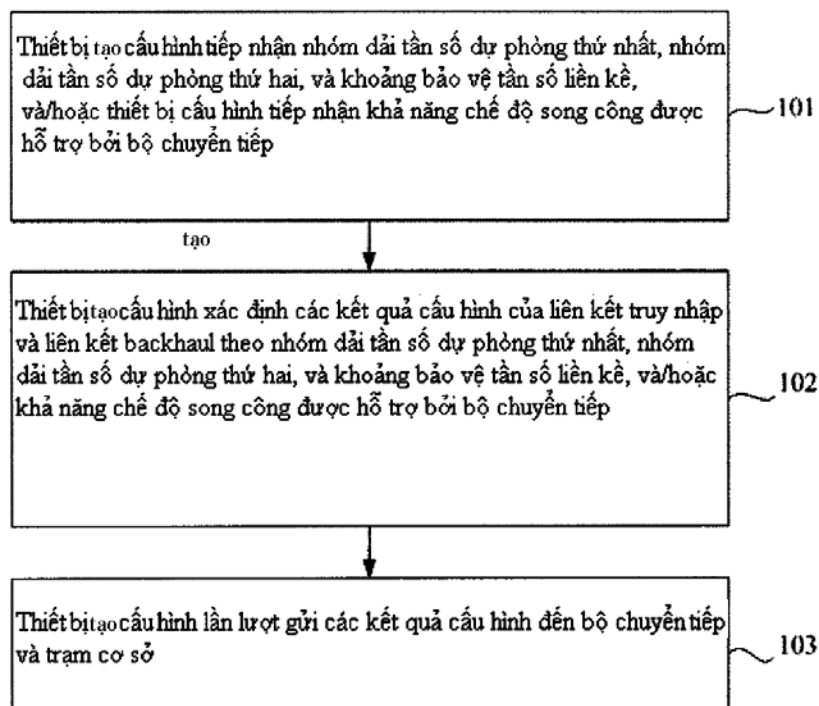 Thiết bị tạo cấu hình tiếp nhận nhóm dải tần số dự phòng thứ nhất, nhóm
dải tần số dự phòng thứ hai, và khoảng bảo vệ tần số liền kề,
và/hoặc thiết bị cấu hình tiếp nhận khả năng chế độ song công được
hỗ trợ bởi bộ chuyển tiếp
101
tạo
Thiết bị tạo cấu hình xác định các kết quả cấu hình của liên kết truy nhập
và liên kết backhaul theo nhóm dải tần số dự phòng thứ nhất, nhóm
dải tần số dự phòng thứ hai, và khoảng bảo vệ tần số liền kề, và/hoặc
khả năng chế độ song công được hỗ trợ bởi bộ chuyển tiếp
102
Thiết bị tạo cấu hình lần lượt gửi các kết quả cấu hình đến bộ chuyển tiếp
và trạm cơ sở
103